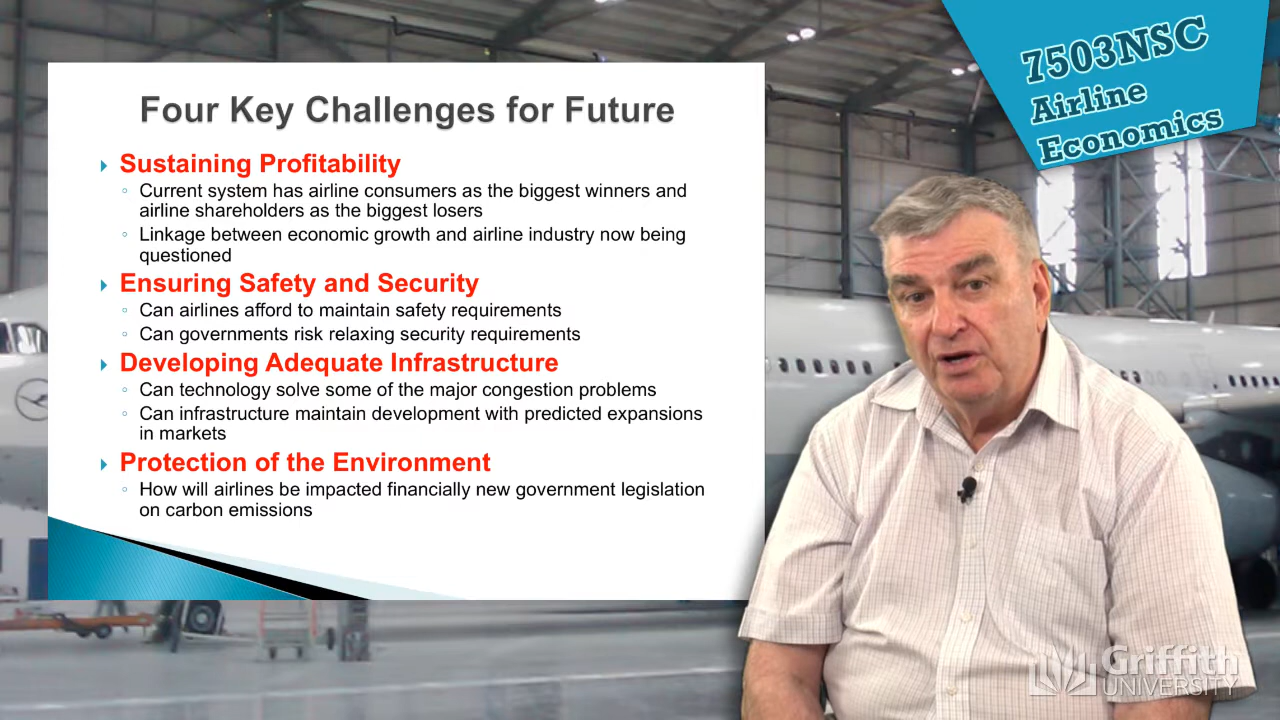 7503NSC
Airline
Economics
Four Key Challenges for Future
Sustaining Profitability
Current system has airline consumers as the biggest winners and
airline shareholders as the biggest losers
Linkage between economic growth and airline industry now being
questioned
Ensuring Safety and Security
Can airlines afford to maintain safety requirements
Can governments risk relaxing security requirements
Developing Adequate Infrastructure
Can technology solve some of the major congestion problems
Can infrastructure maintain development with predicted expansions
in markets
Protection of the Environment
How will airlines be impacted financially new government legislation
on carbon emissions
Griffith
UNIVERSITY